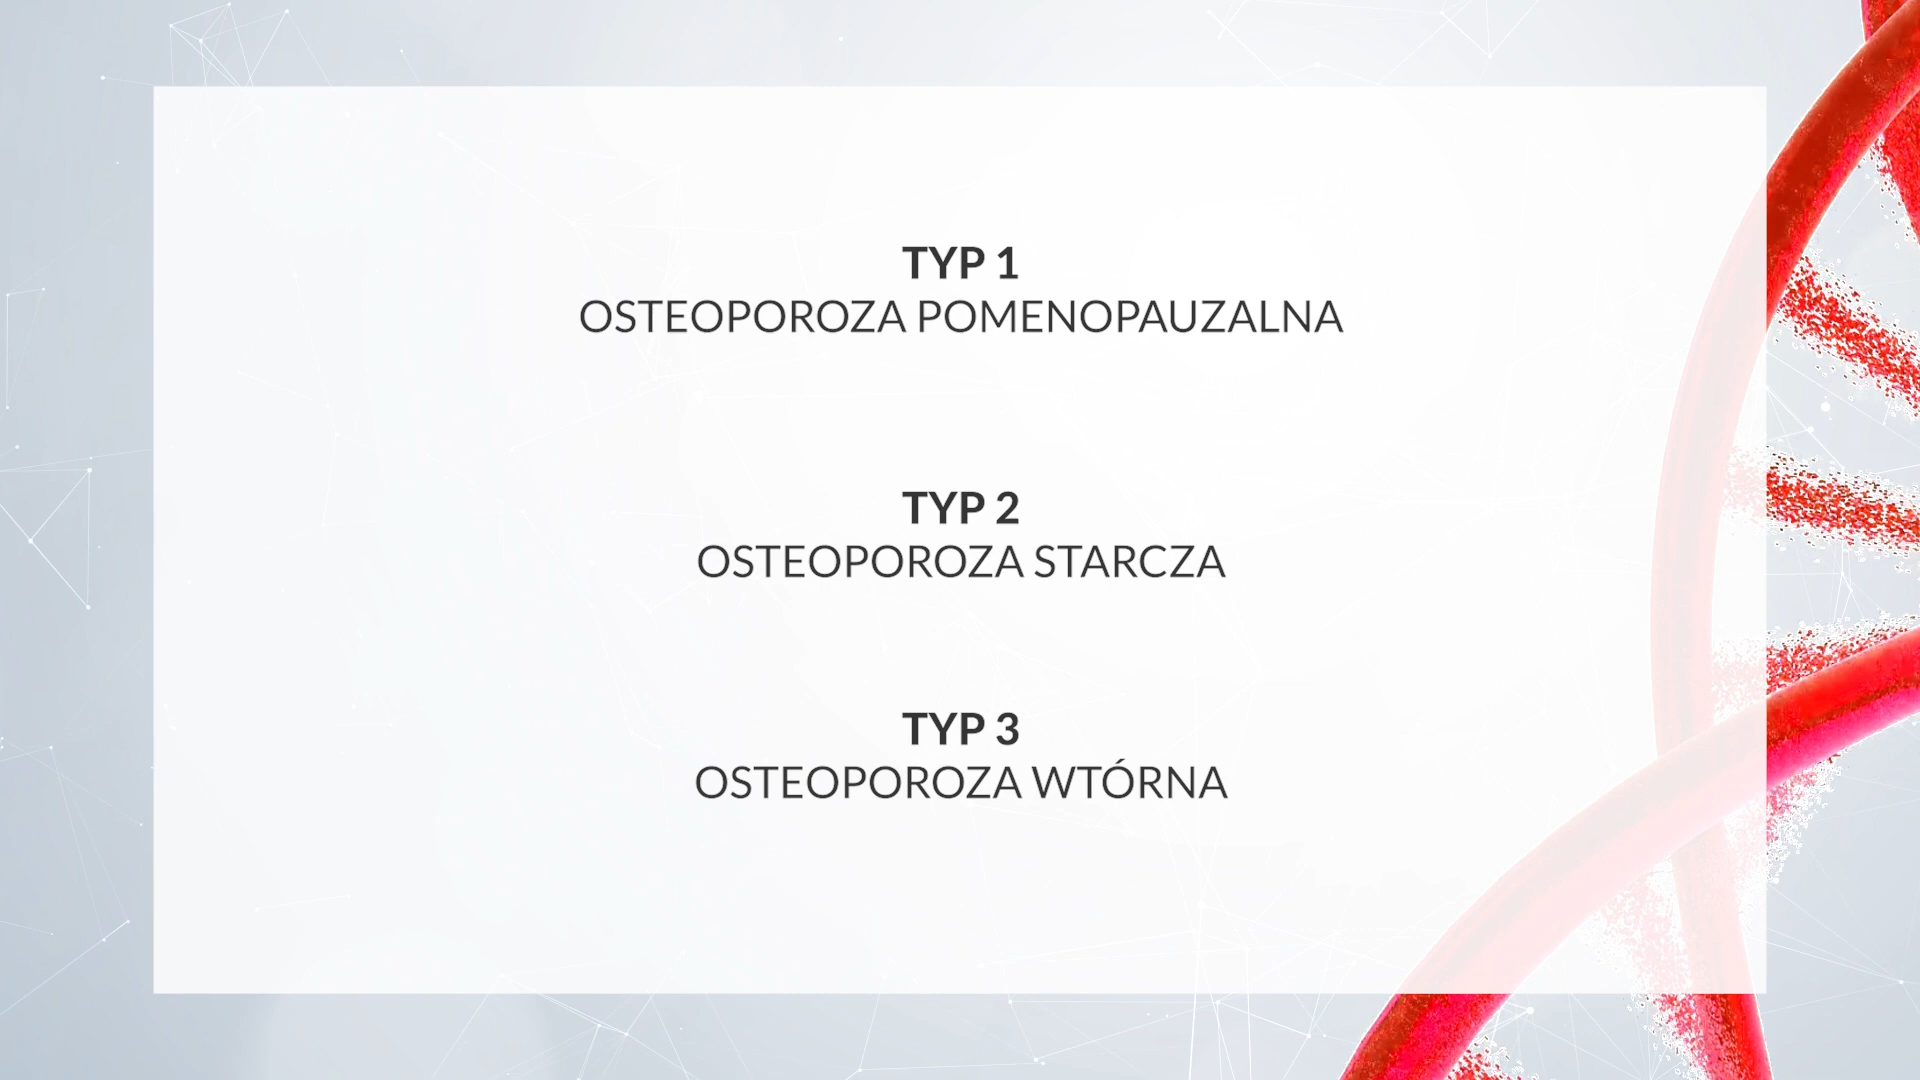 TYP 1
OSTEOPOROZA POMENOPAUZALNA
TYP 2
OSTEOPOROZA STARCZA
TYP 3
OSTEOPOROZA WTÓRNA